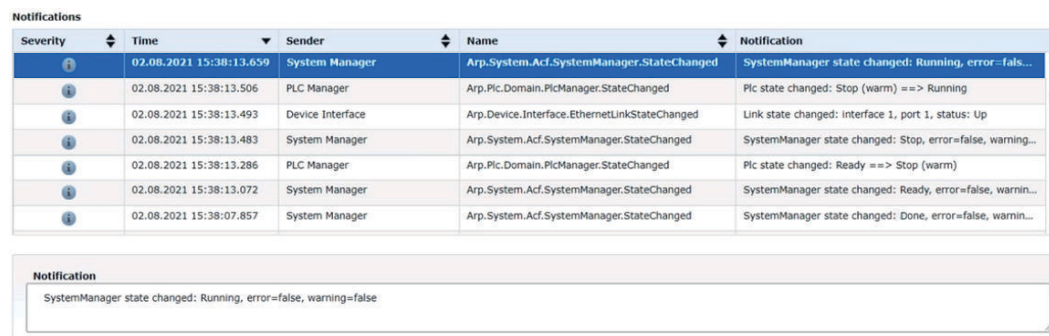 Notifications
Severity Time Sender Name Notification
02.08.2021 15:38:13.659 System Manager Arp.System.Acf.SystemManager.StateChanged SystemManager state changed: Running, error=fals...
02.08.2021 15:38:13.506 PLC Manager Arp.Plc.Domain.PlcManager.StateChanged Plc state changed: Stop (warm) ==> Running
02.08.2021 15:38:13.493 Device Interface Arp.Device.Interface.EthernetLinkStateChanged Link state changed: interface 1, port 1, status: Up
02.08.2021 15:38:13.483 System Manager Arp.System.Acf.SystemManager.StateChanged SystemManager state changed: Stop, error=false, warning...
02.08.2021 15:38:13.286 PLC Manager Arp.Plc.Domain.PlcManager.StateChanged Plc state changed: Ready ==> Stop (warm)
02.08.2021 15:38:13.072 System Manager Arp.System.Acf.SystemManager.StateChanged SystemManager state changed: Ready, error=false, warnin...
02.08.2021 15:38:07.857 System Manager Arp.System.Acf.SystemManager.StateChanged SystemManager state changed: Done, error=false, warnin...
Notification
SystemManager state changed: Running, error=false, warning=false